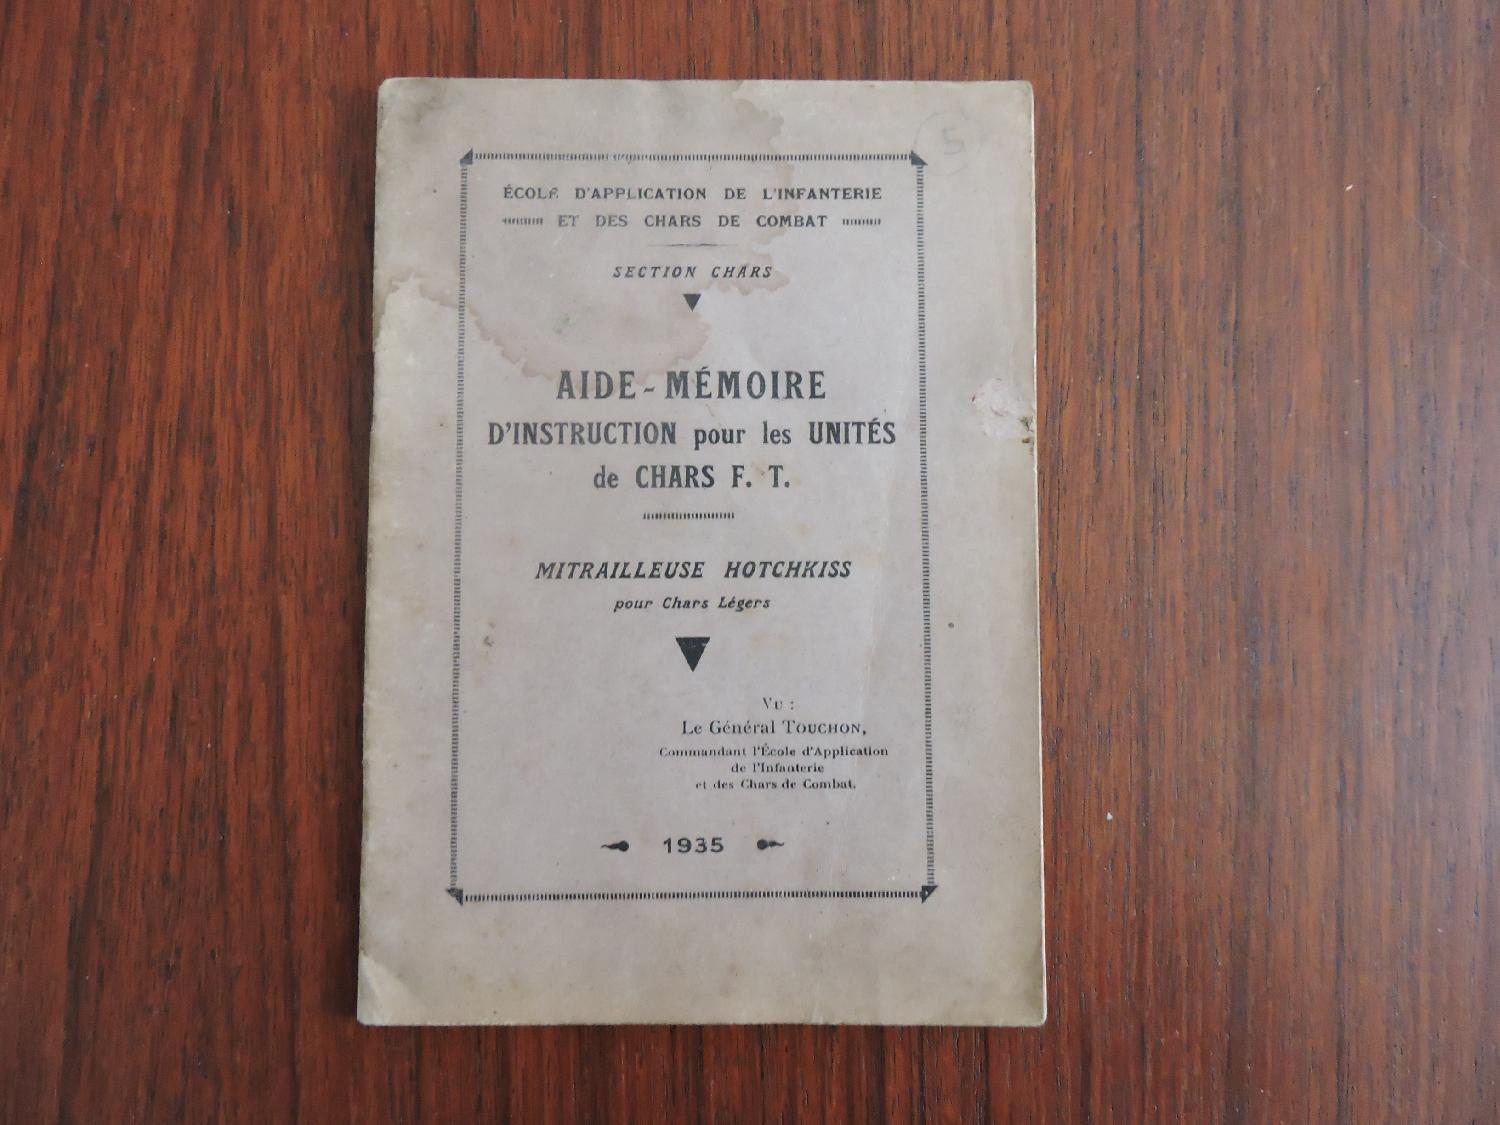 5
ÉCOLE D'APPLICATION DE L'INFANTERIE
ET DES CHARS DE COMBAT
SECTION CHARS
AIDE-MÉMOIRE
D'INSTRUCTION pour les UNITÉS
de CHARS F. T.
MITRAILLEUSE HOTCHKISS
pour Chars Légers
VU :
Le Général TOUCHON,
Commandant l'École d'Application
de l'Infanterie
et des Chars de Combat.
1935